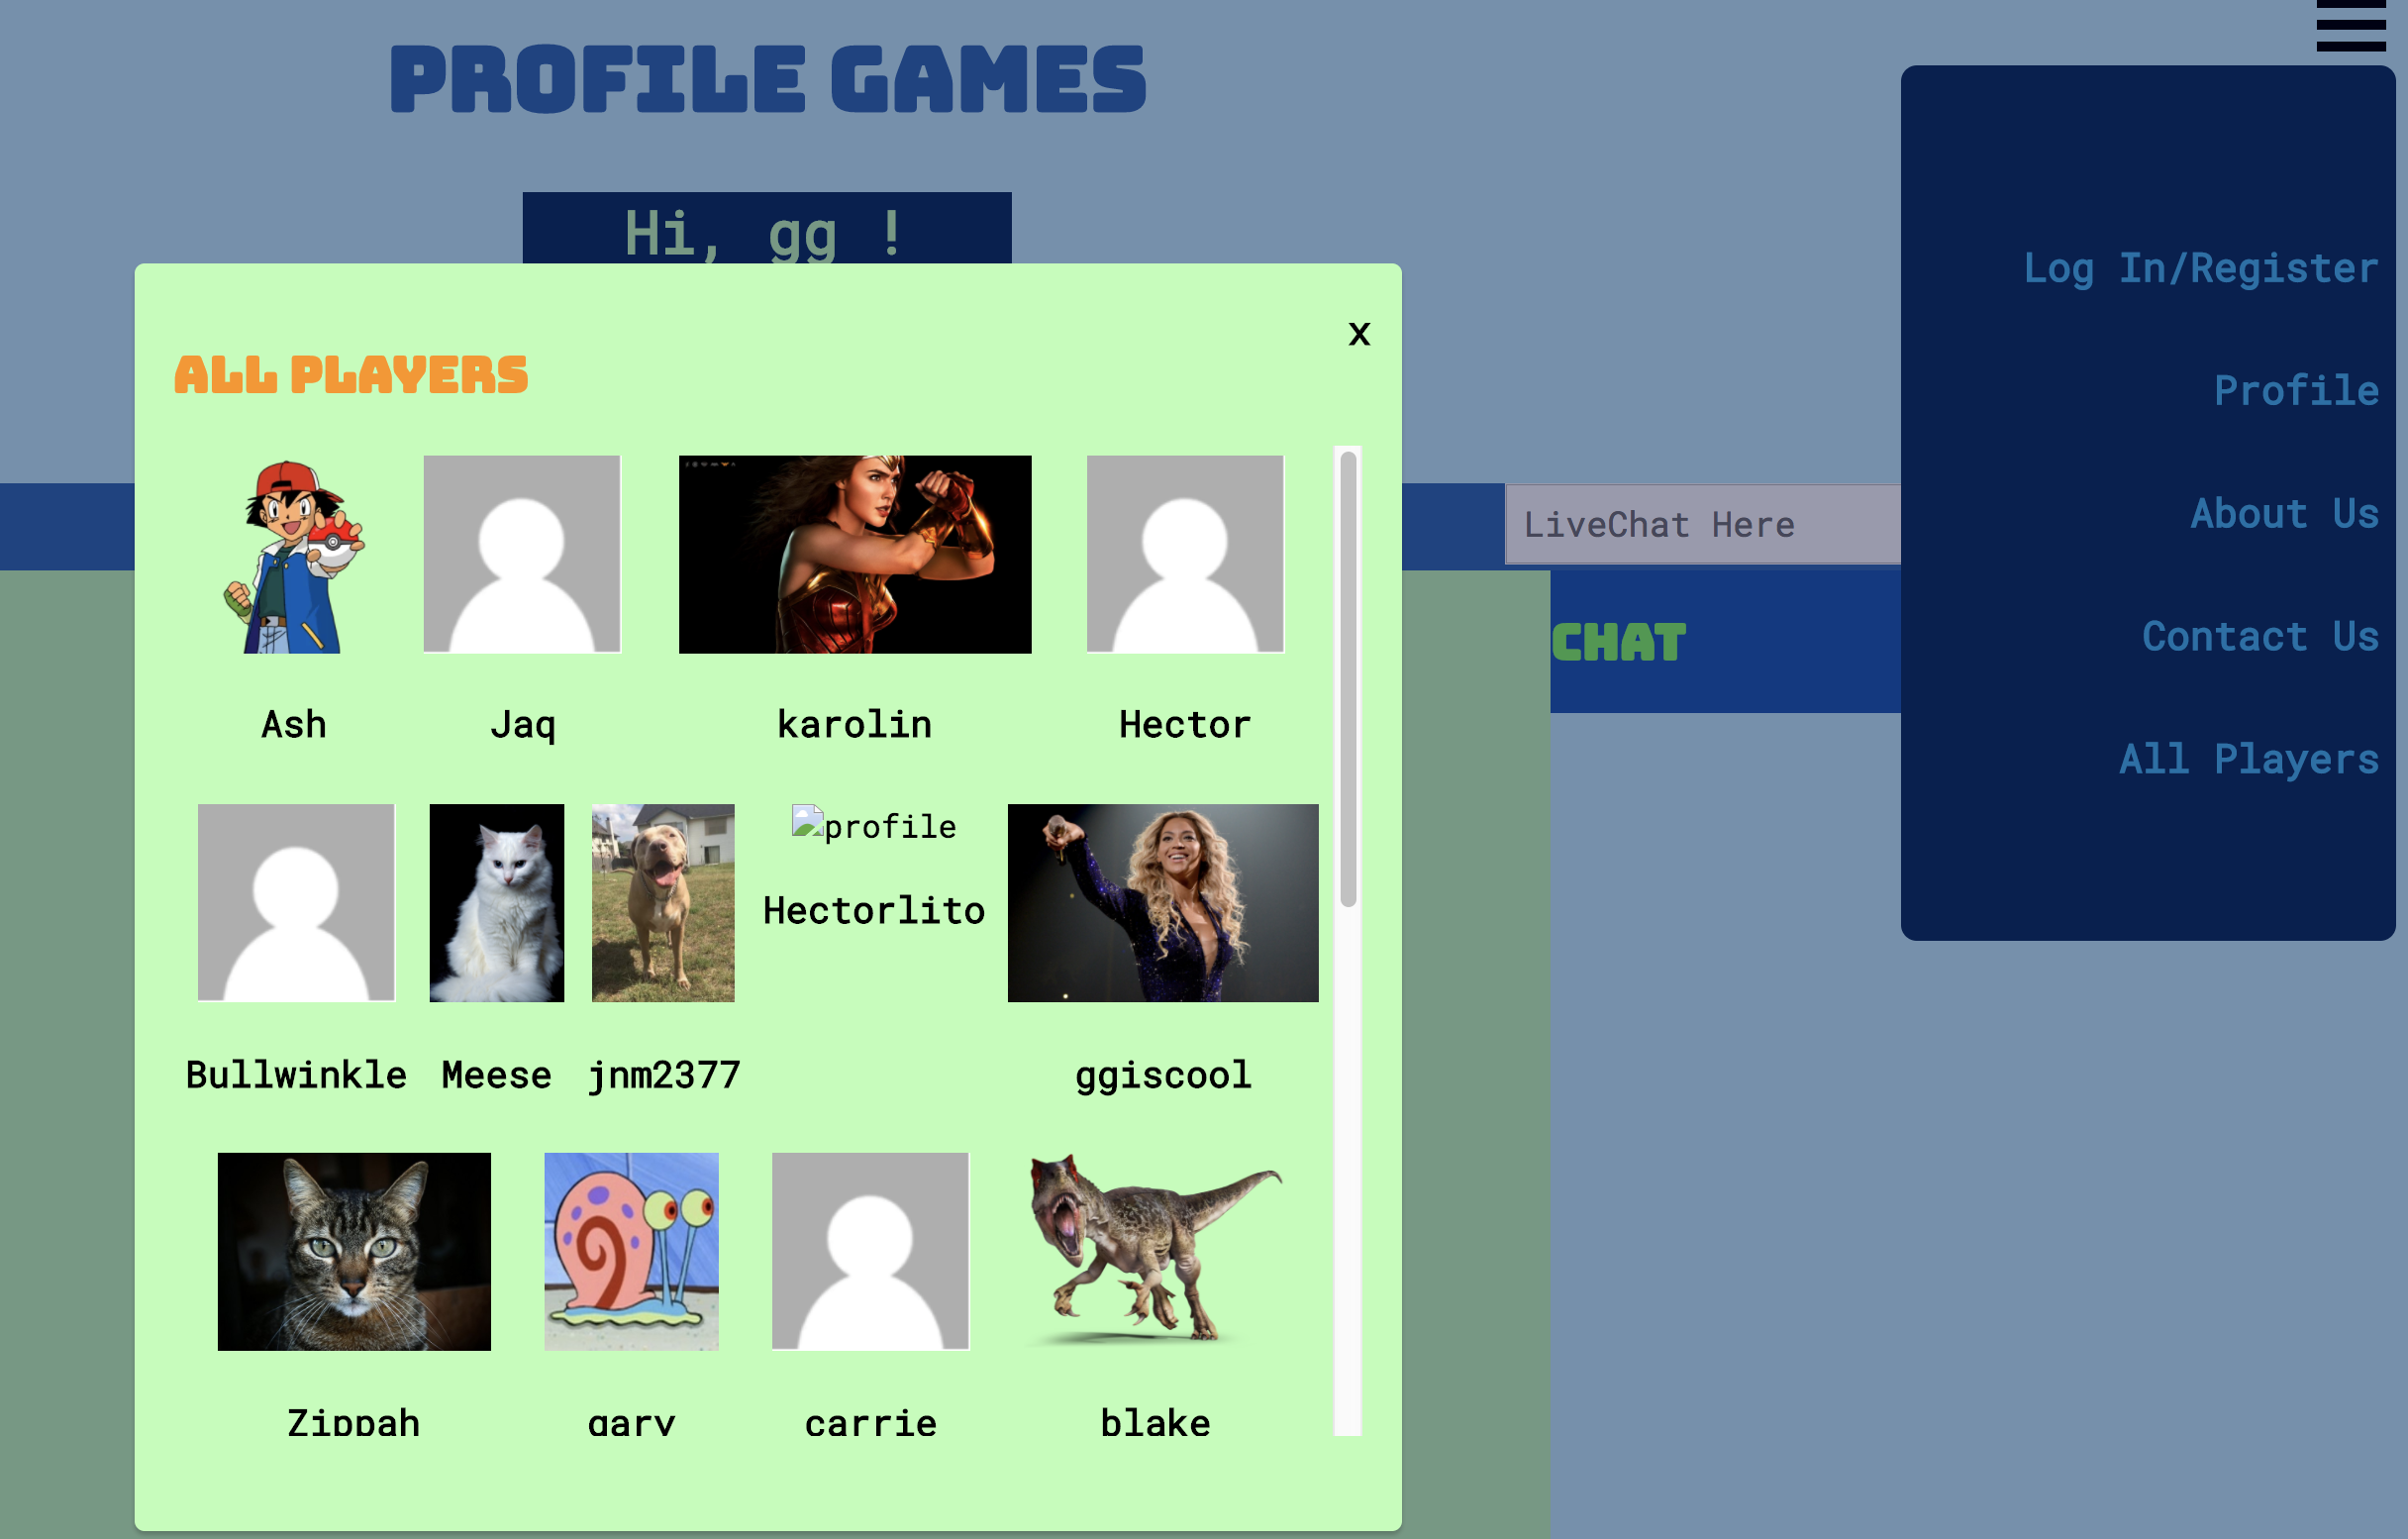 PROFILE GAMES
Hi, gg !
x
ALL PLAYERS
Ash Jaq karolin Hector
profile
Hectorlito
Bullwinkle Meese jnm2377 ggiscool
Zippah gary carrie blake
LiveChat Here
CHAT
Log In/Register
Profile
About Us
Contact Us
All Players